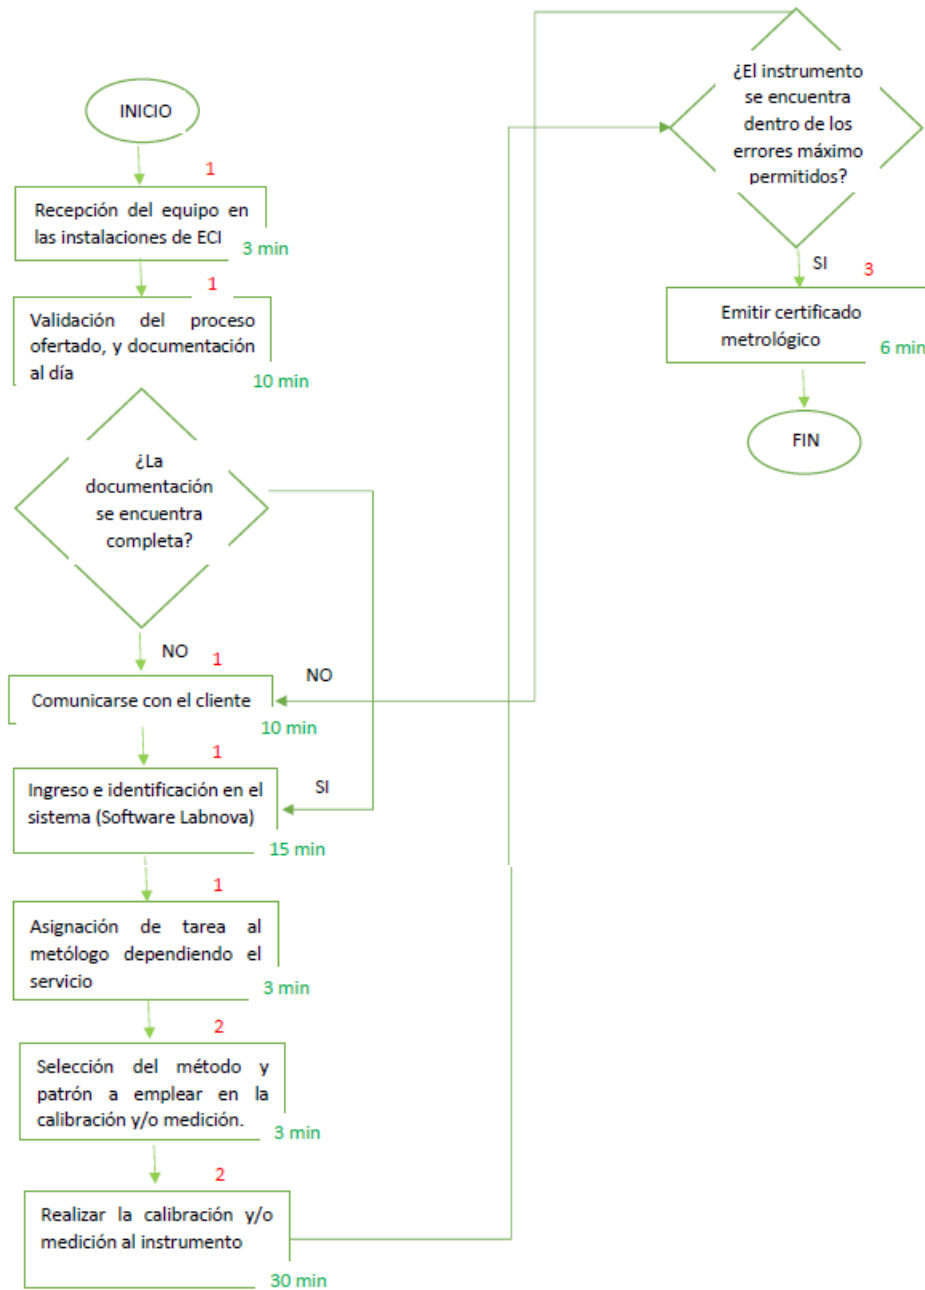 INICIO
1
Recepción del equipo en
las instalaciones de ECI
3 min
1
Validación del proceso
ofertado, y documentación
al día
10 min
¿La
documentación
se encuentra
completa?
NO
1
Comunicarse con el cliente
10 min
NO
1
Ingreso e identificación en el
sistema (Software Labnova)
SI
15 min
1
Asignación de tarea al
metólogo dependiendo el
servicio
3 min
2
Selección del método y
patrón a emplear en la
calibración y/o medición.
3 min
2
Realizar la calibración y/o
medición al instrumento
30 min
¿El instrumento
se encuentra
dentro de los
errores máximo
permitidos?
SI
3
Emitir certificado
metrológico
6 min
FIN